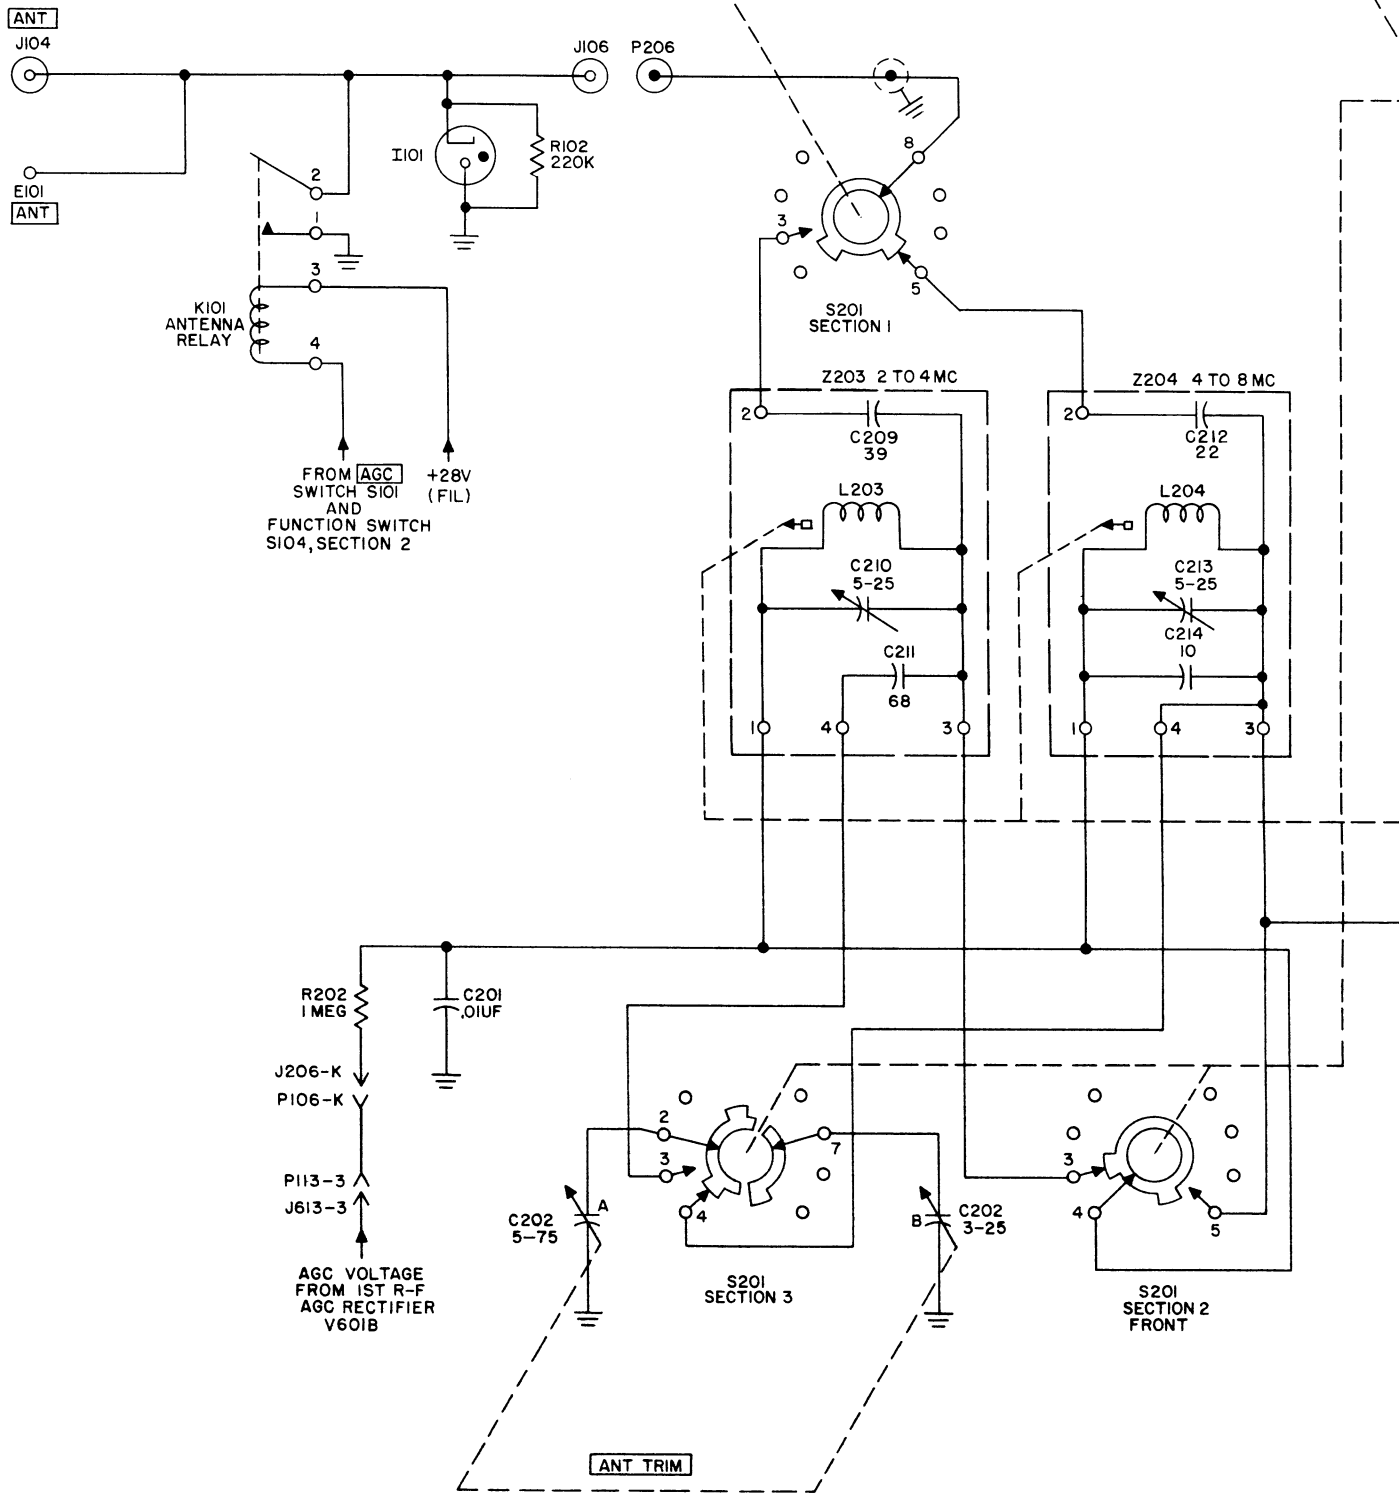 ANT
J104
J106 P206
8
I101
R102
220K
E101
ANT
2
1
3
3
5
S201
SECTION 1
K101
ANTENNA
RELAY
4
FROM AGC
SWITCH S101
AND
FUNCTION SWITCH
S104, SECTION 2
+28V
(FIL)
Z203 2 TO 4 MC
2
C209
39
L203
C210
5-25
C211
68
1
4
3
Z204 4 TO 8 MC
2
C212
22
L204
C213
5-25
C214
10
1
4
3
R202
1 MEG
C201
.01UF
J206-K
P106-K
P113-3
J613-3
AGC VOLTAGE
FROM 1ST R-F
AGC RECTIFIER
V601B
2
3
4
7
A
C202
5-75
B
C202
3-25
S201
SECTION 3
3
4
5
S201
SECTION 2
FRONT
ANT TRIM